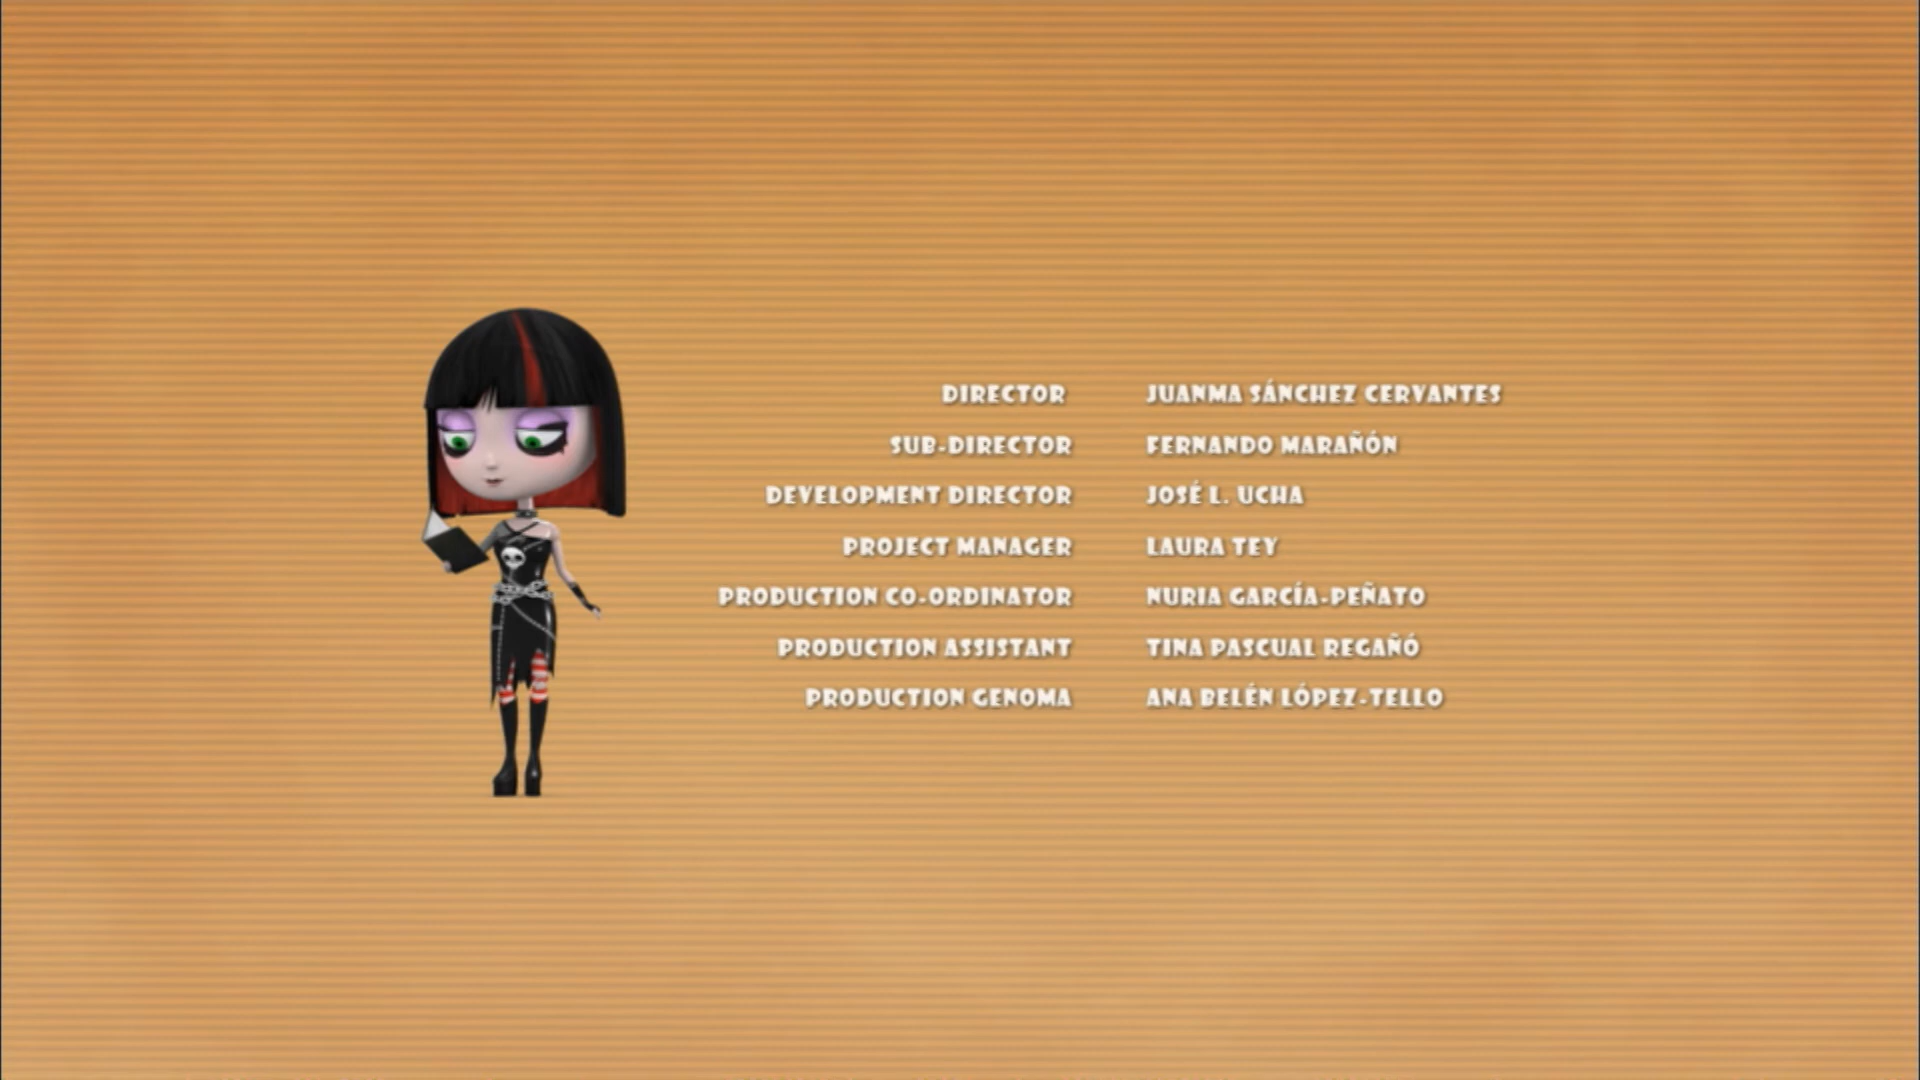 DIRECTOR JUANMA SÁNCHEZ CERVANTES
SUB-DIRECTOR FERNANDO MARAÑÓN
DEVELOPMENT DIRECTOR JOSÉ L. UCHA
PROJECT MANAGER LAURA TEY
PRODUCTION CO-ORDINATOR NURIA GARCÍA-PEÑATO
PRODUCTION ASSISTANT TINA PASCUAL REGAÑÓ
PRODUCTION GENOMA ANA BELÉN LÓPEZ-TELLO